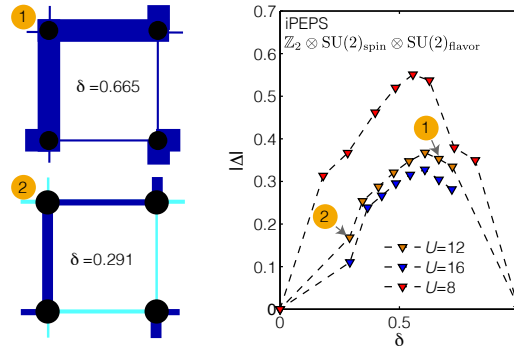 1
δ =0.665
2
δ =0.291
iPEPS
ℤ₂ ⊗ SU(2)spin ⊗ SU(2)flavor
|Δ|
0.7
0.6
0.5
0.4
0.3
0.2
0.1
0
1
2
U=12
U=16
U=8
0
0.5
δ